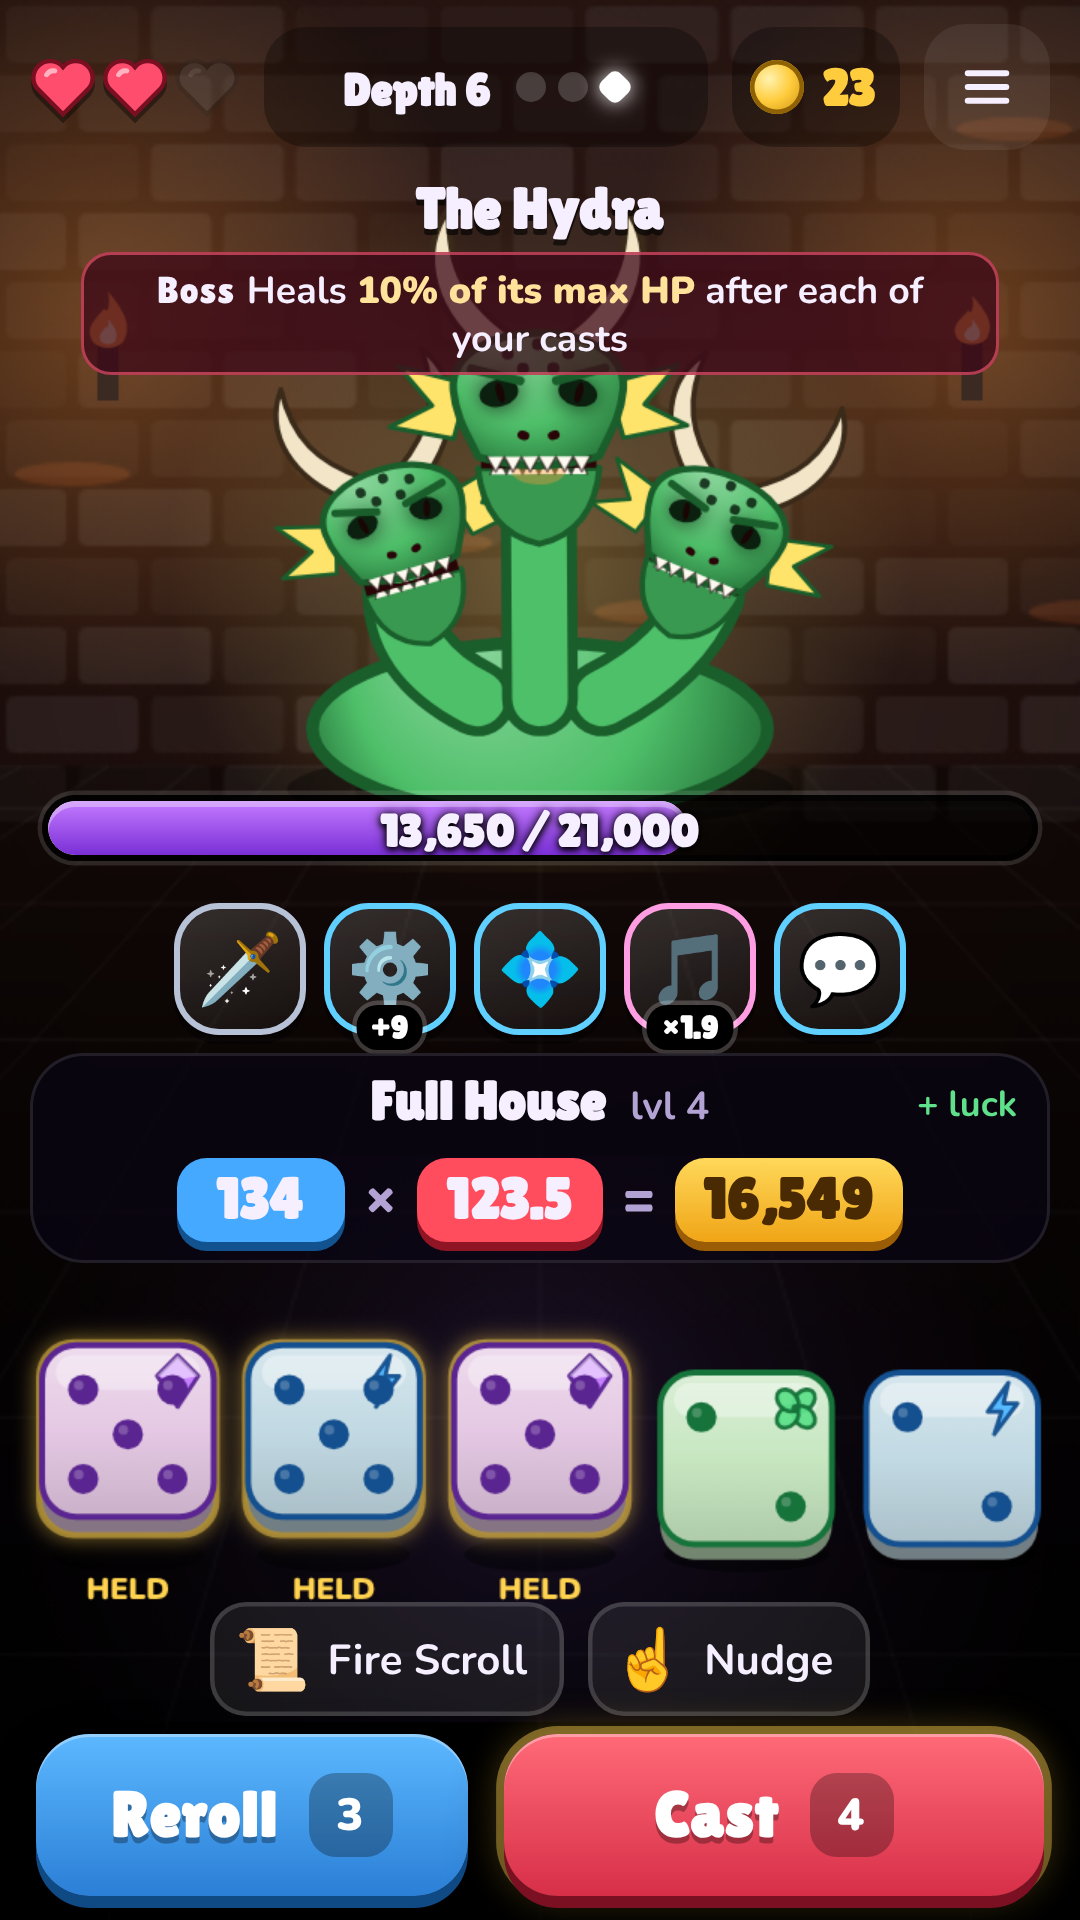 Depth 6
23
The Hydra
Boss Heals 10% of its max HP after each of
your casts
13,650 / 21,000
+9
×1.9
Full House lvl 4 + luck
134 × 123.5 = 16,549
HELD HELD HELD
Fire Scroll Nudge
Reroll 3 Cast 4